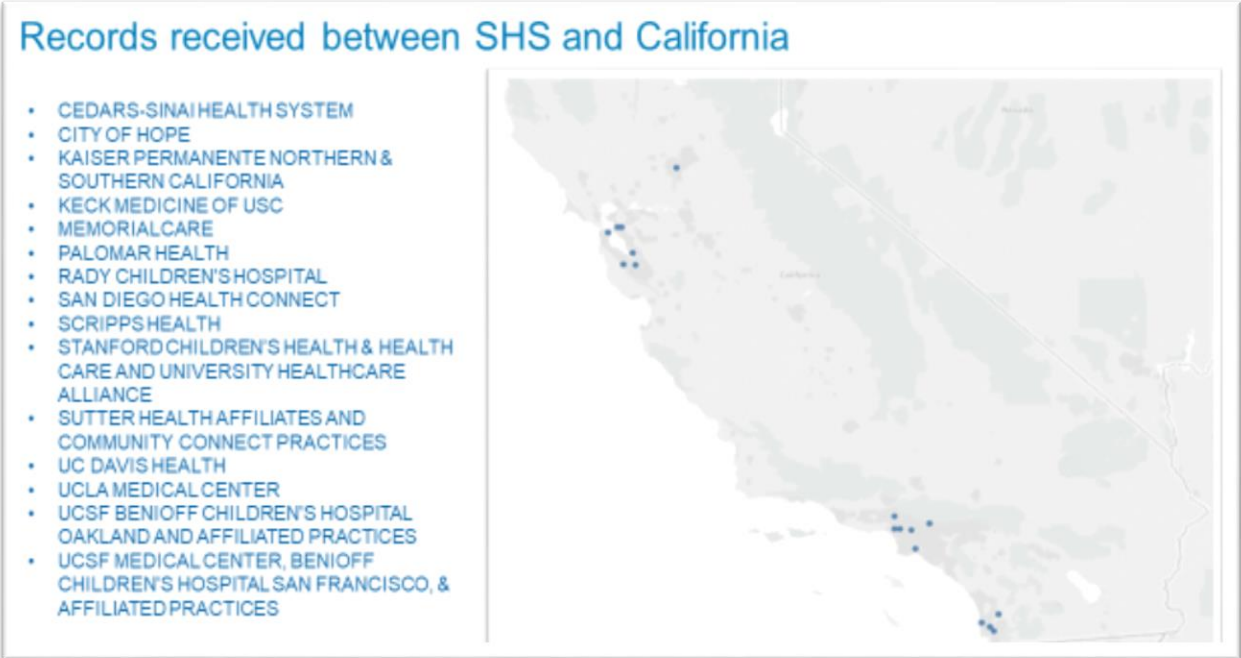 Records received between SHS and California
• CEDARS-SINAI HEALTH SYSTEM
• CITY OF HOPE
• KAISER PERMANENTE NORTHERN &
SOUTHERN CALIFORNIA
• KECK MEDICINE OF USC
• MEMORIALCARE
• PALOMAR HEALTH
• RADY CHILDREN'S HOSPITAL
• SAN DIEGO HEALTH CONNECT
• SCRIPPS HEALTH
• STANFORD CHILDREN'S HEALTH & HEALTH
CARE AND UNIVERSITY HEALTHCARE
ALLIANCE
• SUTTER HEALTH AFFILIATES AND
COMMUNITY CONNECT PRACTICES
• UC DAVIS HEALTH
• UCLA MEDICAL CENTER
• UCSF BENIOFF CHILDREN'S HOSPITAL
OAKLAND AND AFFILIATED PRACTICES
• UCSF MEDICAL CENTER, BENIOFF
CHILDREN'S HOSPITAL SAN FRANCISCO, &
AFFILIATED PRACTICES
Nevada
California